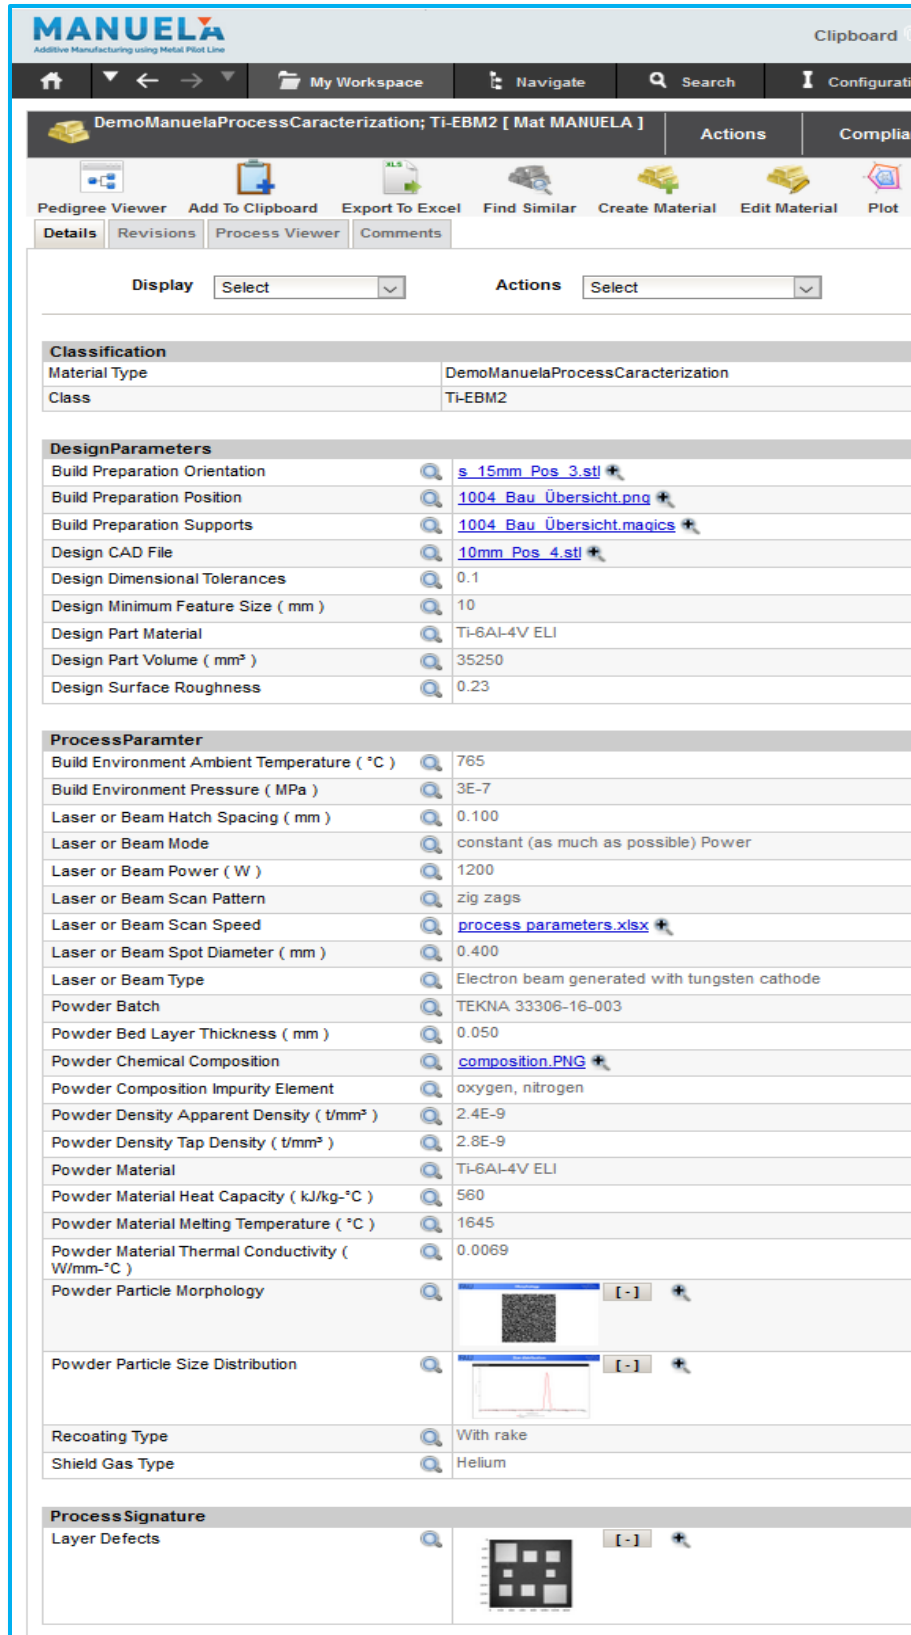 MANUELA
Additive Manufacturing using Metal Pilot Line
Clipboard
My Workspace Navigate Search Configurati
DemoManuelaProcessCaracterization; Ti-EBM2 [ Mat MANUELA ] Actions Complia
XLS
Pedigree Viewer Add To Clipboard Export To Excel Find Similar Create Material Edit Material Plot
Details Revisions Process Viewer Comments
Display Select Actions Select
Classification
Material Type DemoManuelaProcessCaracterization
Class Ti-EBM2
DesignParameters
Build Preparation Orientation s_15mm_Pos_3.stl
Build Preparation Position 1004_Bau_Übersicht.png
Build Preparation Supports 1004_Bau_Übersicht.magics
Design CAD File 10mm_Pos_4.stl
Design Dimensional Tolerances 0.1
Design Minimum Feature Size ( mm ) 10
Design Part Material Ti-6Al-4V ELI
Design Part Volume ( mm³ ) 35250
Design Surface Roughness 0.23
ProcessParamter
Build Environment Ambient Temperature ( °C ) 765
Build Environment Pressure ( MPa ) 3E-7
Laser or Beam Hatch Spacing ( mm ) 0.100
Laser or Beam Mode constant (as much as possible) Power
Laser or Beam Power ( W ) 1200
Laser or Beam Scan Pattern zig zags
Laser or Beam Scan Speed process parameters.xlsx
Laser or Beam Spot Diameter ( mm ) 0.400
Laser or Beam Type Electron beam generated with tungsten cathode
Powder Batch TEKNA 33306-16-003
Powder Bed Layer Thickness ( mm ) 0.050
Powder Chemical Composition composition.PNG
Powder Composition Impurity Element oxygen, nitrogen
Powder Density Apparent Density ( t/mm³ ) 2.4E-9
Powder Density Tap Density ( t/mm³ ) 2.8E-9
Powder Material Ti-6Al-4V ELI
Powder Material Heat Capacity ( kJ/kg-°C ) 560
Powder Material Melting Temperature ( °C ) 1645
Powder Material Thermal Conductivity ( 0.0069
W/mm-°C )
Powder Particle Morphology [ - ]
Powder Particle Size Distribution [ - ]
Recoating Type With rake
Shield Gas Type Helium
ProcessSignature
Layer Defects [ - ]